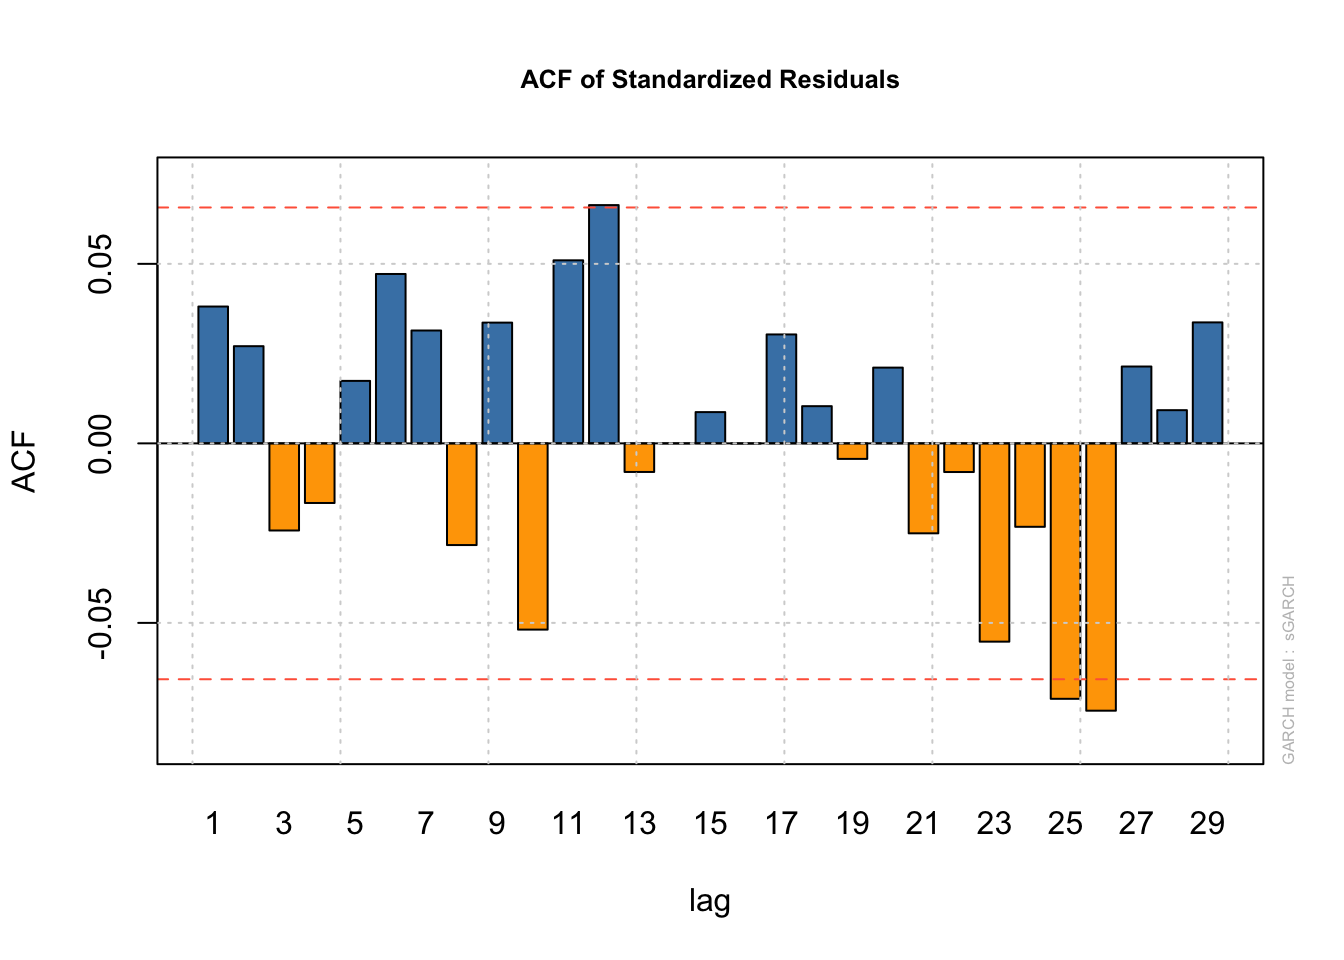 ACF of Standardized Residuals
0.05
0.00
-0.05
ACF
1 3 5 7 9 11 13 15 17 19 21 23 25 27 29
lag
GARCH model : sGARCH